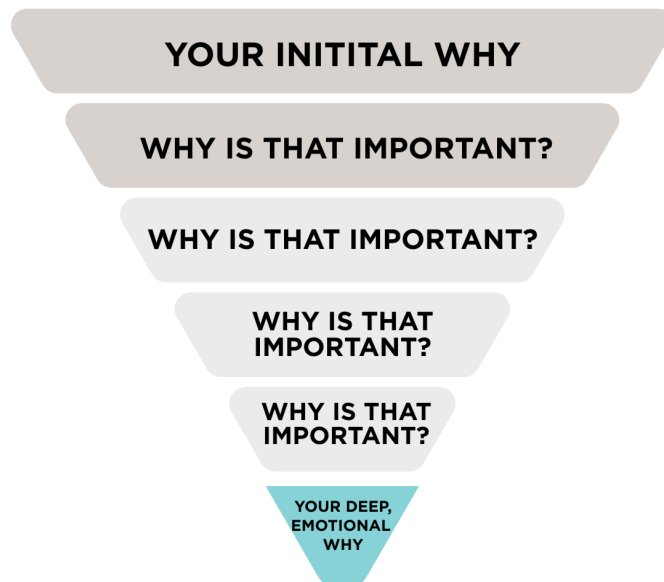 YOUR INITITAL WHY
WHY IS THAT IMPORTANT?
WHY IS THAT IMPORTANT?
WHY IS THAT
IMPORTANT?
WHY IS THAT
IMPORTANT?
YOUR DEEP,
EMOTIONAL
WHY